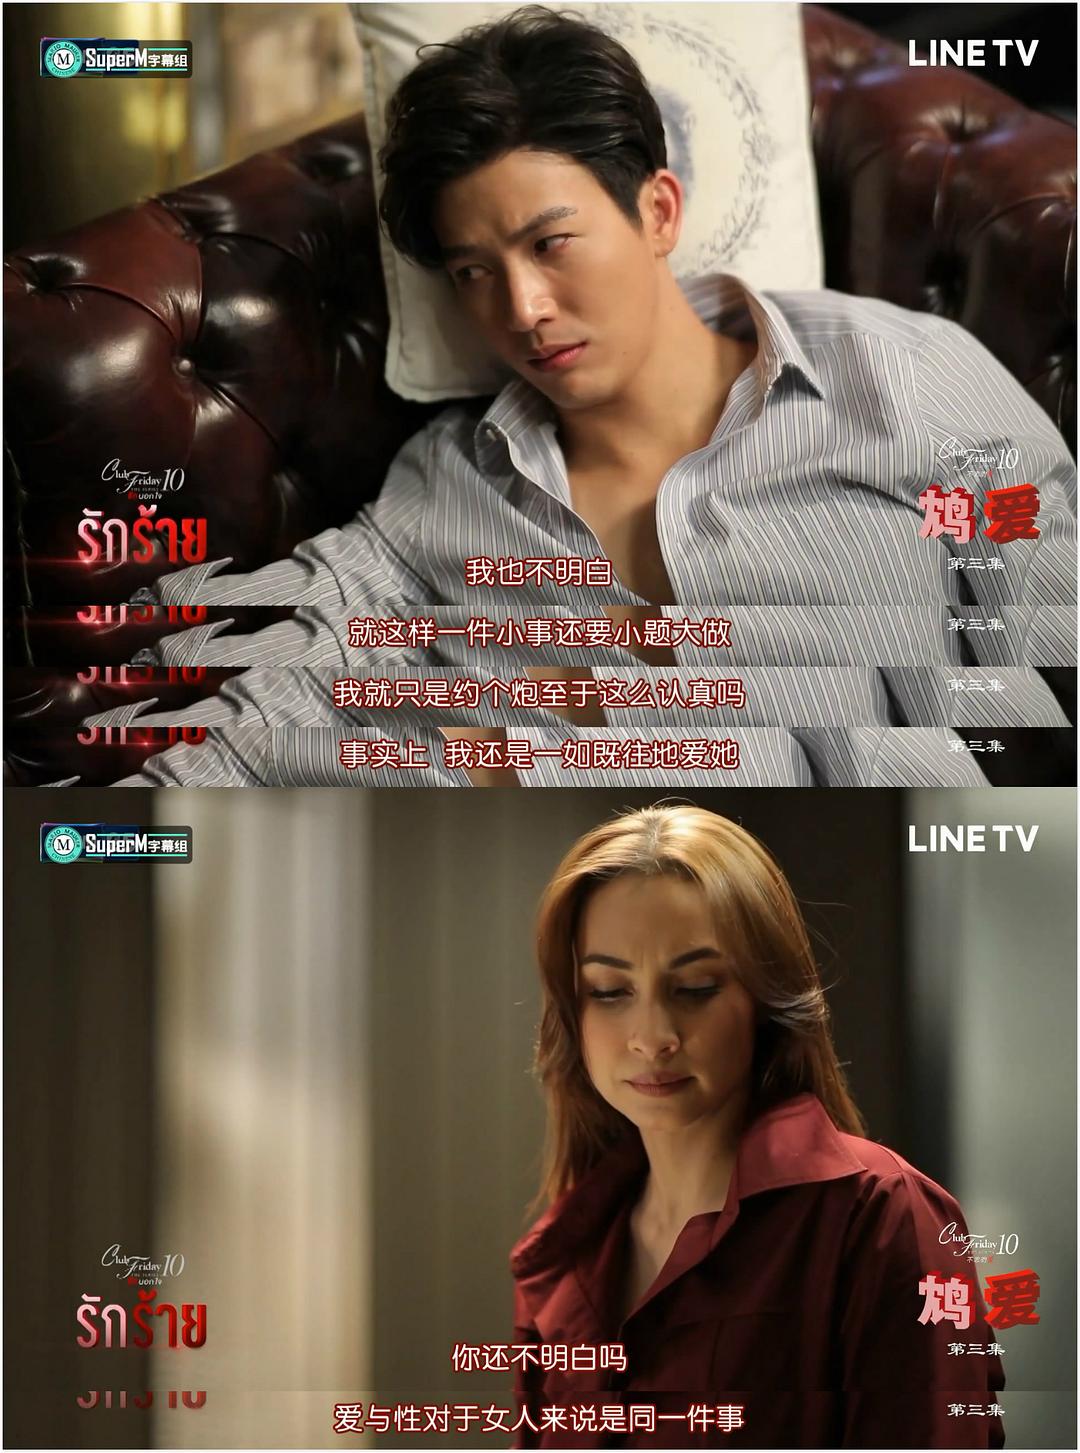 SuperM字幕组
LINE TV
Club Friday 10
THE SERIES
รักร้าย
Club Friday 10
鸩爱
第三集
我也不明白
就这样一件小事还要小题大做
第三集
我就只是约个炮至于这么认真吗
第三集
事实上 我还是一如既往地爱她
第三集
SuperM字幕组
LINE TV
Club Friday 10
THE SERIES
รักร้าย
Club Friday 10
鸩爱
第三集
你还不明白吗
爱与性对于女人来说是同一件事
第三集